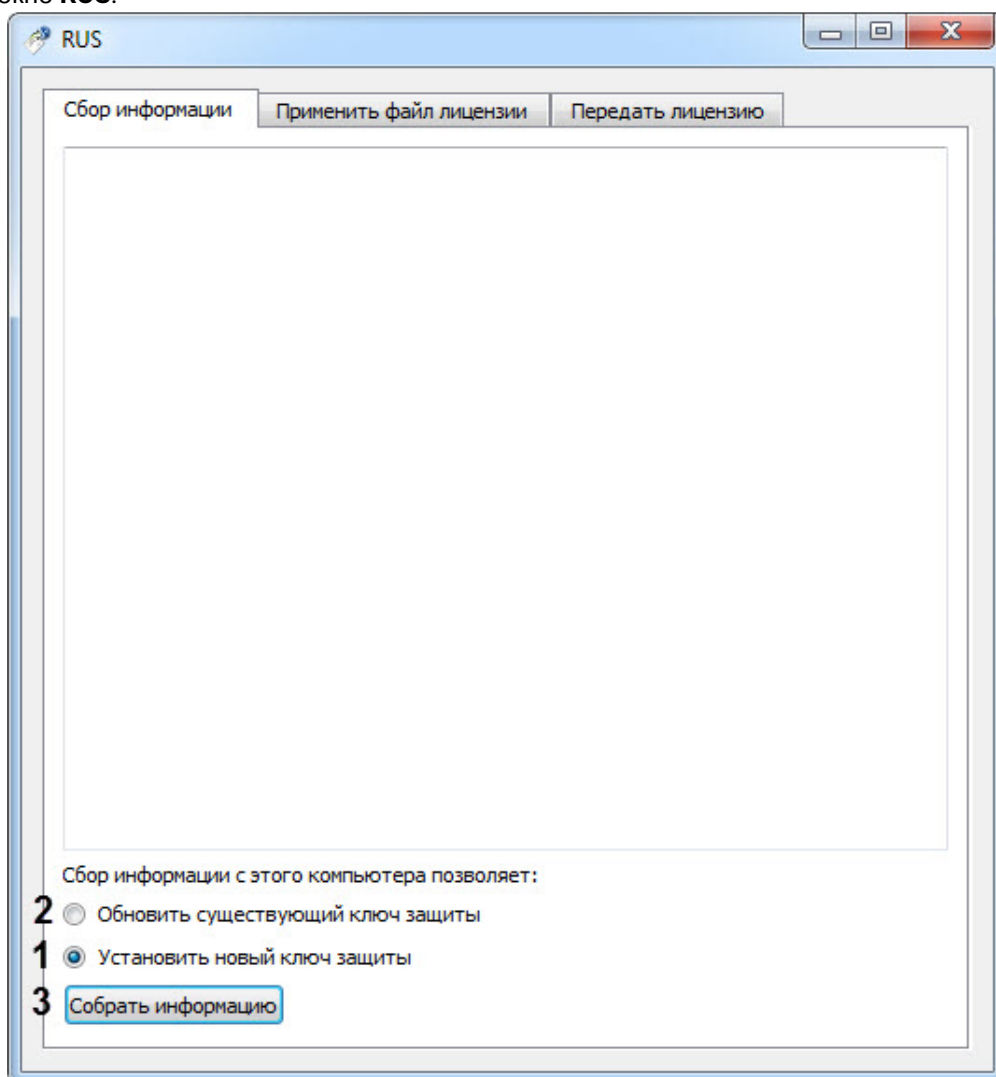 RUS.
RUS
Сбор информации Применить файл лицензии Передать лицензию
Сбор информации с этого компьютера позволяет:
2 Обновить существующий ключ защиты
1 Установить новый ключ защиты
3 Собрать информацию